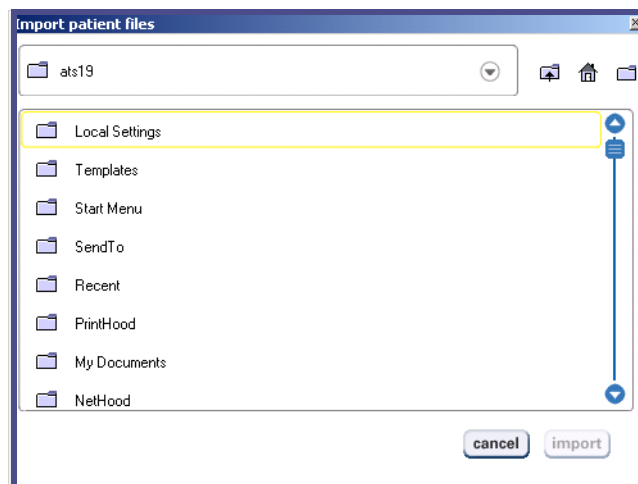 Import patient files
ats19
Local Settings
Templates
Start Menu
SendTo
Recent
PrintHood
My Documents
NetHood
cancel import